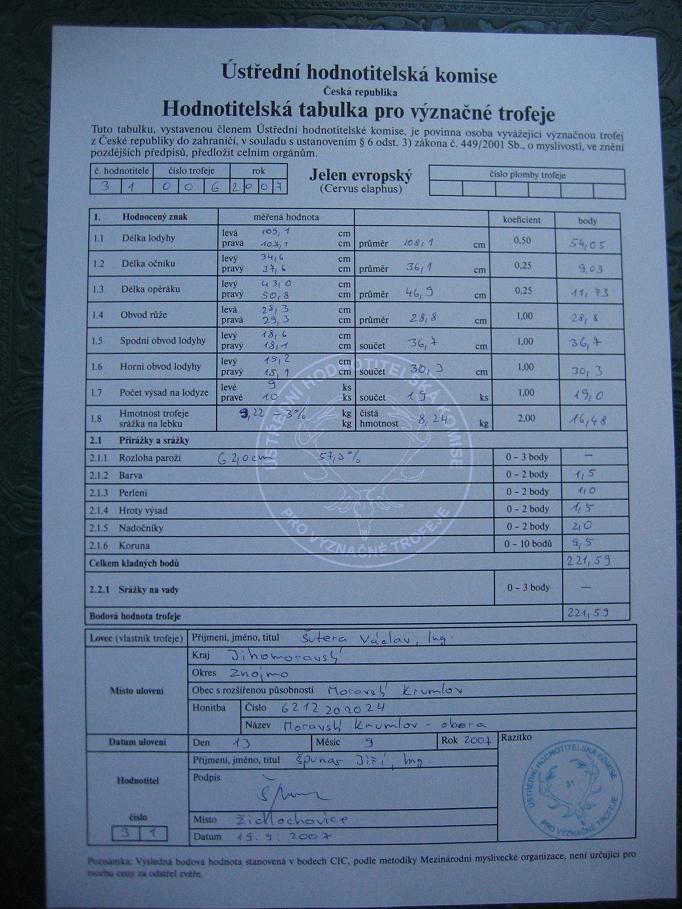 Ústřední hodnotitelská komise
Česká republika
Hodnotitelská tabulka pro význačné trofeje
Tuto tabulku, vystavenou členem Ústřední hodnotitelské komise, je povinna osoba vyvážející význačnou trofej
z České republiky do zahraničí, v souladu s ustanovením § 6 odst. 3) zákona č. 449/2001 Sb., o myslivosti, ve znění
pozdějších předpisů, předložit celním orgánům.
č. hodnotitele číslo trofeje rok
3 1 0 0 6 2 0 0 7
Jelen evropský
(Cervus elaphus)
číslo plomby trofeje
1. Hodnocený znak měřená hodnota koeficient body
1.1 Délka lodyhy levá 109,1 cm
pravá 107,1 cm průměr 108,1 cm 0,50 54,05
1.2 Délka očníku levý 34,6 cm
pravý 37,6 cm průměr 36,1 cm 0,25 9,03
1.3 Délka opěráku levý 43,0 cm
pravý 50,8 cm průměr 46,9 cm 0,25 11,73
1.4 Obvod růže levá 28,3 cm
pravá 29,3 cm průměr 28,8 cm 1,00 28,8
1.5 Spodní obvod lodyhy levý 18,6 cm
pravý 18,1 cm součet 36,7 cm 1,00 36,7
1.6 Horní obvod lodyhy levý 15,2 cm
pravý 15,1 cm součet 30,3 cm 1,00 30,3
1.7 Počet výsad na lodyze levé 9 ks
pravé 10 ks součet 19 ks 1,00 19,0
1.8 Hmotnost trofeje 9,22 - 3% kg čistá
srážka na lebku kg hmotnost 8,24 kg 2,00 16,48
2.1 Přirážky a srážky
2.1.1 Rozloha paroží 62,0 cm 57,3% 0 – 3 body —
2.1.2 Barva 0 – 2 body 1,5
2.1.3 Perlení 0 – 2 body 1,0
2.1.4 Hroty výsad 0 – 2 body 1,5
2.1.5 Nadočníky 0 – 2 body 2,0
2.1.6 Koruna 0 – 10 bodů 9,5
Celkem kladných bodů 221,59
2.2.1 Srážky na vady 0 – 3 body —
Bodová hodnota trofeje 221,59
Lovec (vlastník trofeje) Příjmení, jméno, titul Šutera Václav, Ing.
Místo ulovení Kraj Jihomoravský
Okres Znojmo
Obec s rozšířenou působností Moravský Krumlov
Honitba Číslo 6212202024
Název Moravský Krumlov - obora
Datum ulovení Den 13 Měsíc 9 Rok 2007 Razítko
Hodnotitel Příjmení, jméno, titul Špunar Jiří, Ing.
Podpis
číslo
3 1
Místo Židlochovice
Datum 15.9.2007
ÚSTŘEDNÍ HODNOTITELSKÁ KOMISE
31
PRO VÝZNAČNÉ TROFEJE
ÚSTŘEDNÍ HODNOTITELSKÁ KOMISE
PRO VÝZNAČNÉ TROFEJE
Poznámka: Výsledná bodová hodnota stanovená v bodech CIC, podle metodiky Mezinárodní myslivecké organizace, není určující pro
tvorbu ceny za odstřel zvěře.